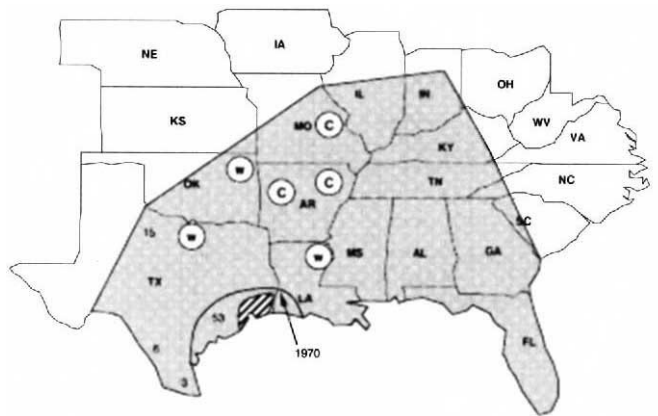 IA
NE
OH
IL
IN
WV
KS
MO
C
VA
KY
W
C
NC
OK
C
TN
AR
SC
15
W
W
MS
AL
GA
TX
LA
53
FL
6
1970
3